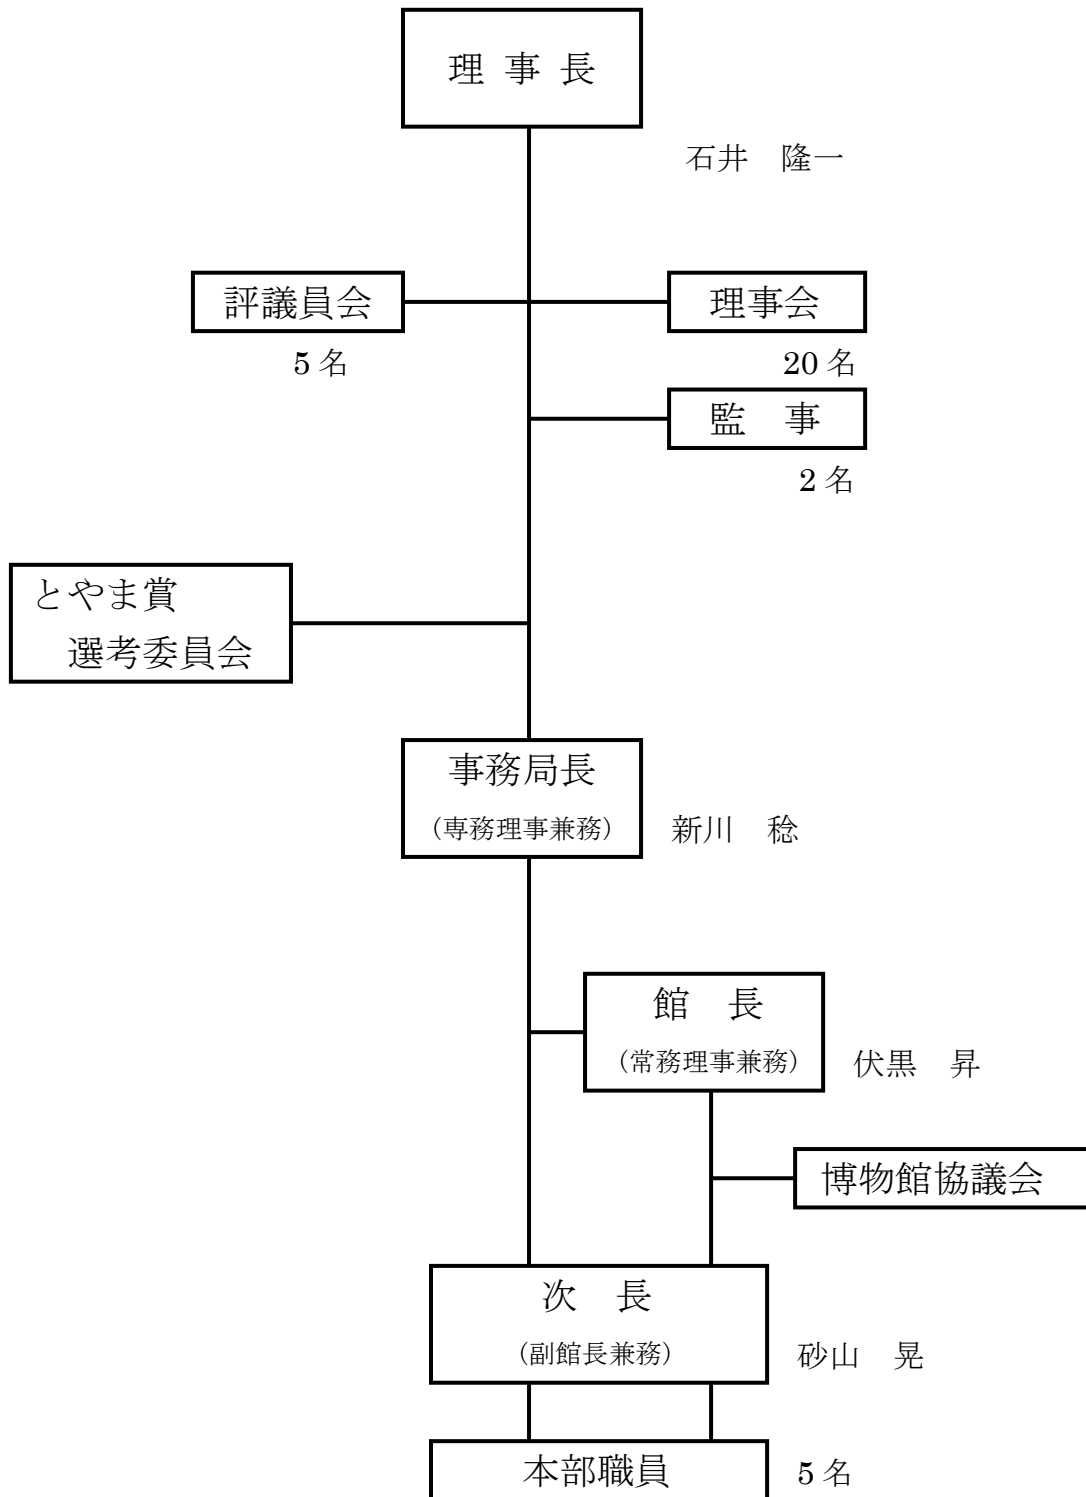 理 事 長
石井　隆一
評議員会
理事会
5 名
20 名
監　事
2 名
とやま賞
選考委員会
事務局長
（専務理事兼務）
新川　稔
館　長
（常務理事兼務）
伏黒　昇
博物館協議会
次　長
（副館長兼務）
砂山　晃
本部職員
5 名